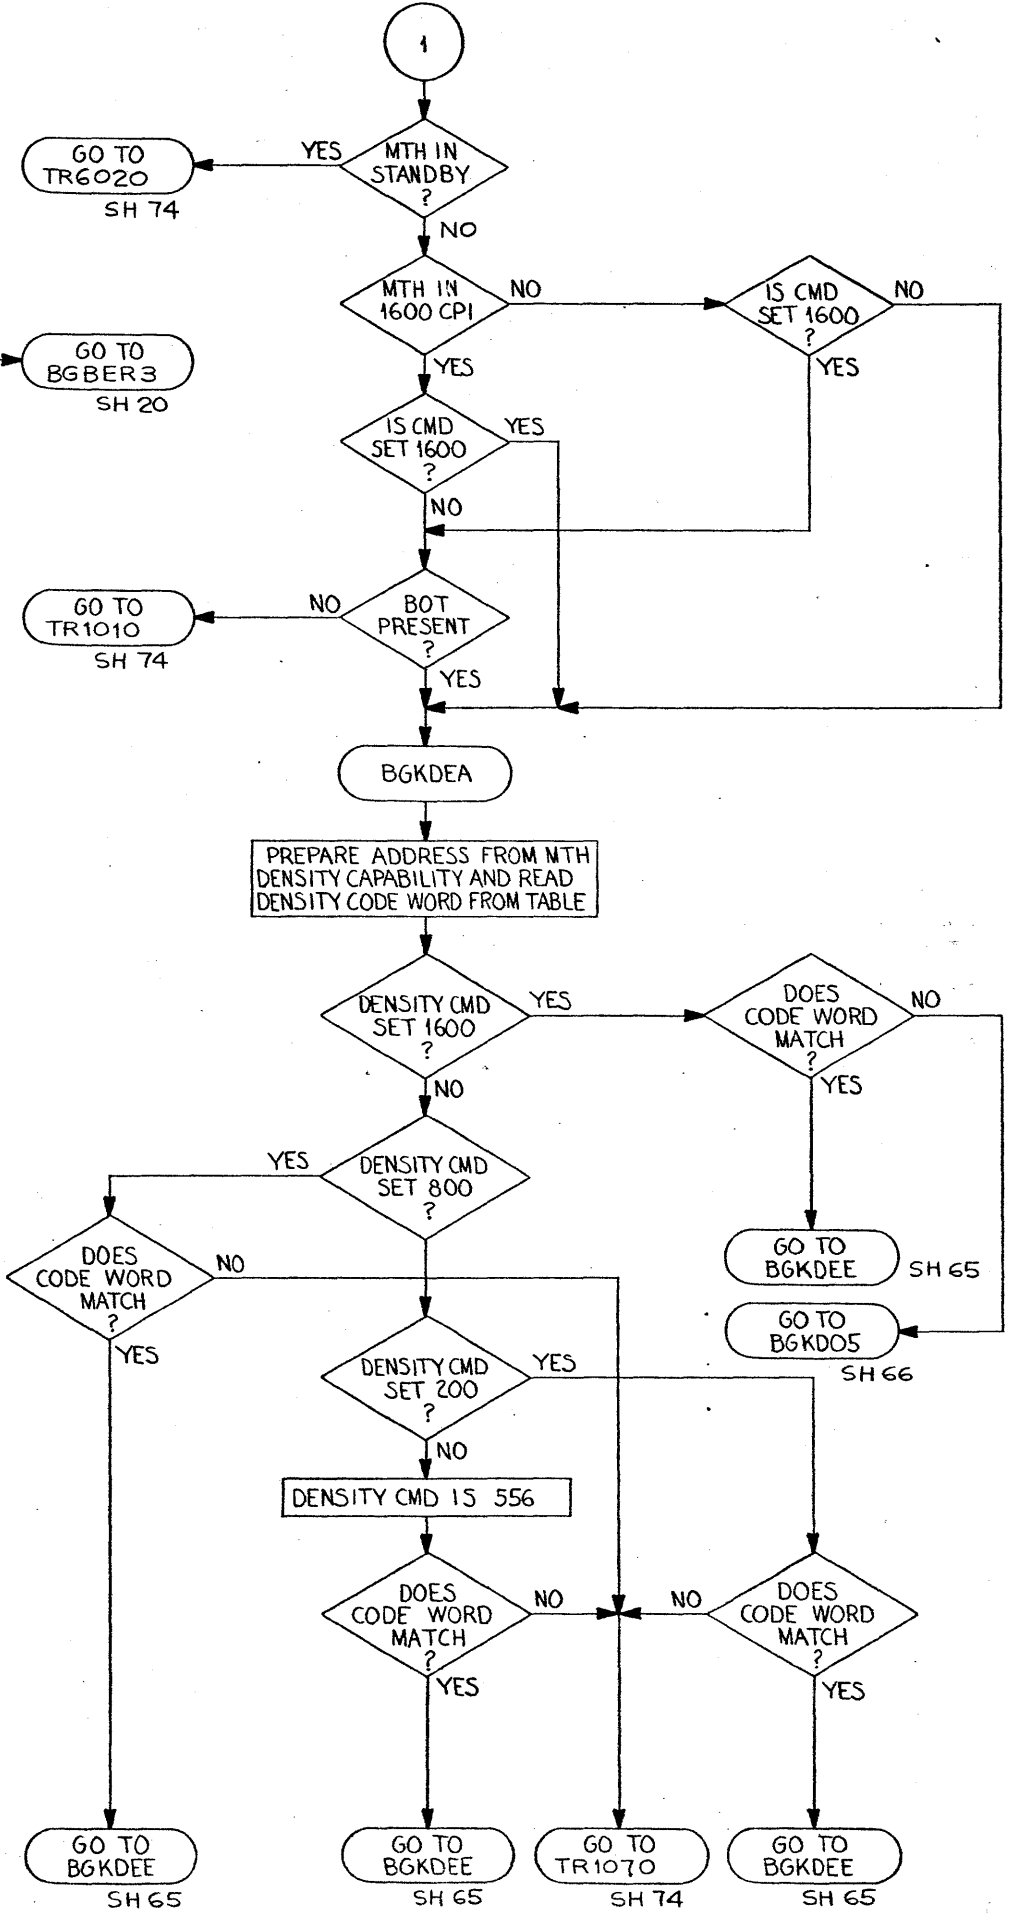 1
MTH IN
STANDBY
?
YES
GO TO
TR6020
SH 74
NO
MTH IN
1600 CPI
NO
IS CMD
SET 1600
?
NO
YES
YES
GO TO
BGBER3
SH 20
IS CMD
SET 1600
?
YES
NO
BOT
PRESENT
?
NO
GO TO
TR1010
SH 74
YES
BGKDEA
PREPARE ADDRESS FROM MTH
DENSITY CAPABILITY AND READ
DENSITY CODE WORD FROM TABLE
DENSITY CMD
SET 1600
?
YES
DOES
CODE WORD
MATCH
?
NO
YES
NO
DENSITY CMD
SET 800
?
YES
GO TO
BGKDEE
SH 65
GO TO
BGKD05
SH 66
DOES
CODE WORD
MATCH
?
NO
YES
DENSITY CMD
SET 200
?
YES
NO
DENSITY CMD IS 556
DOES
CODE WORD
MATCH
?
NO
YES
NO
DOES
CODE WORD
MATCH
?
YES
GO TO
BGKDEE
SH 65
GO TO
BGKDEE
SH 65
GO TO
TR1070
SH 74
GO TO
BGKDEE
SH 65